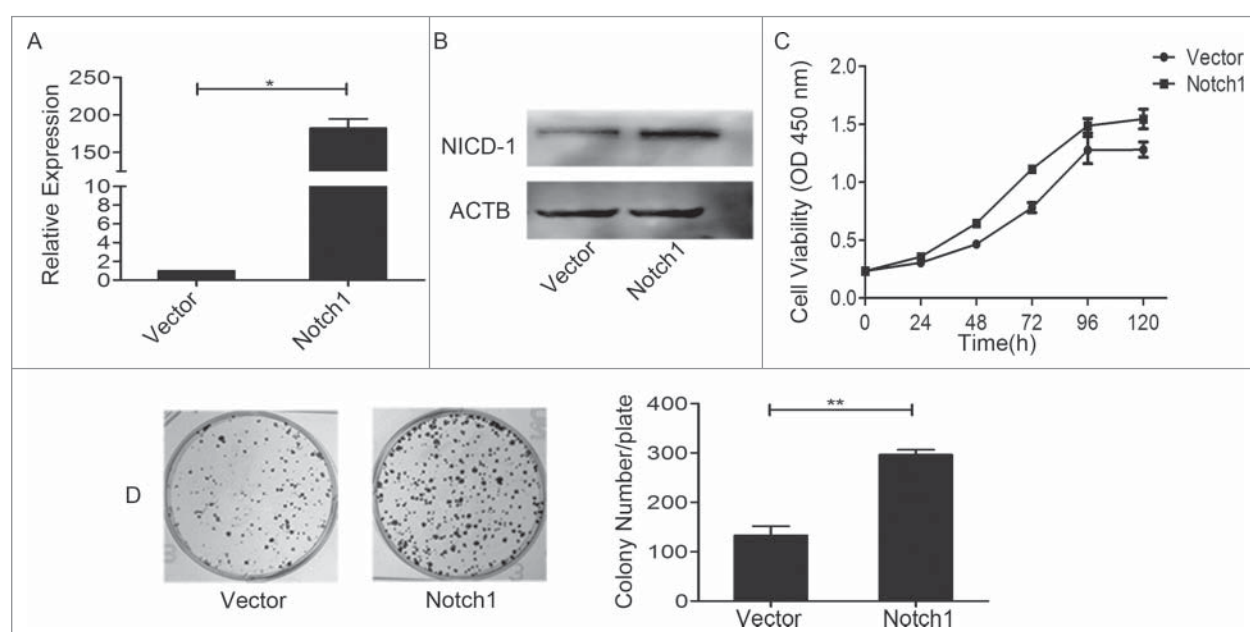 A
Relative Expression
250
200
150
100
10
8
6
4
2
0
*
Vector
Notch1
B
NICD-1
ACTB
Vector
Notch1
C
Cell Viability (OD 450 nm)
2.0
1.5
1.0
0.5
0.0
0 24 48 72 96 120
Time(h)
Vector
Notch1
D
Vector
Notch1
Colony Number/plate
400
300
200
100
0
**
Vector
Notch1